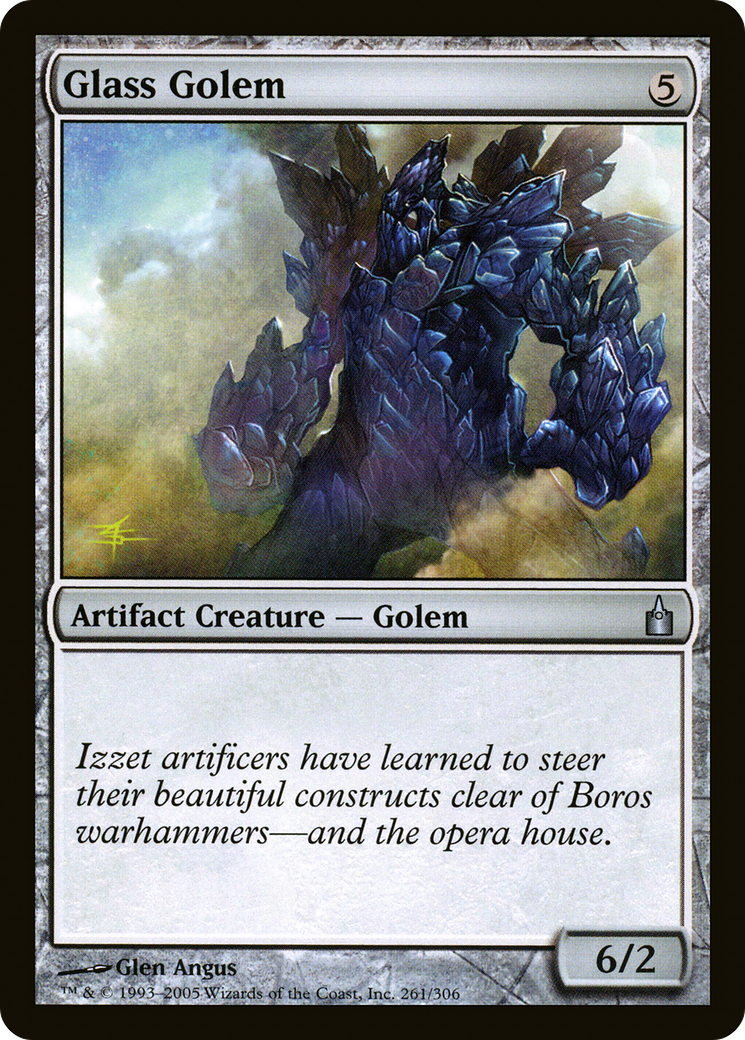 Glass Golem 5
Artifact Creature — Golem
Izzet artificers have learned to steer
their beautiful constructs clear of Boros
warhammers—and the opera house.
6/2
Glen Angus
™ & © 1993–2005 Wizards of the Coast, Inc. 261/306